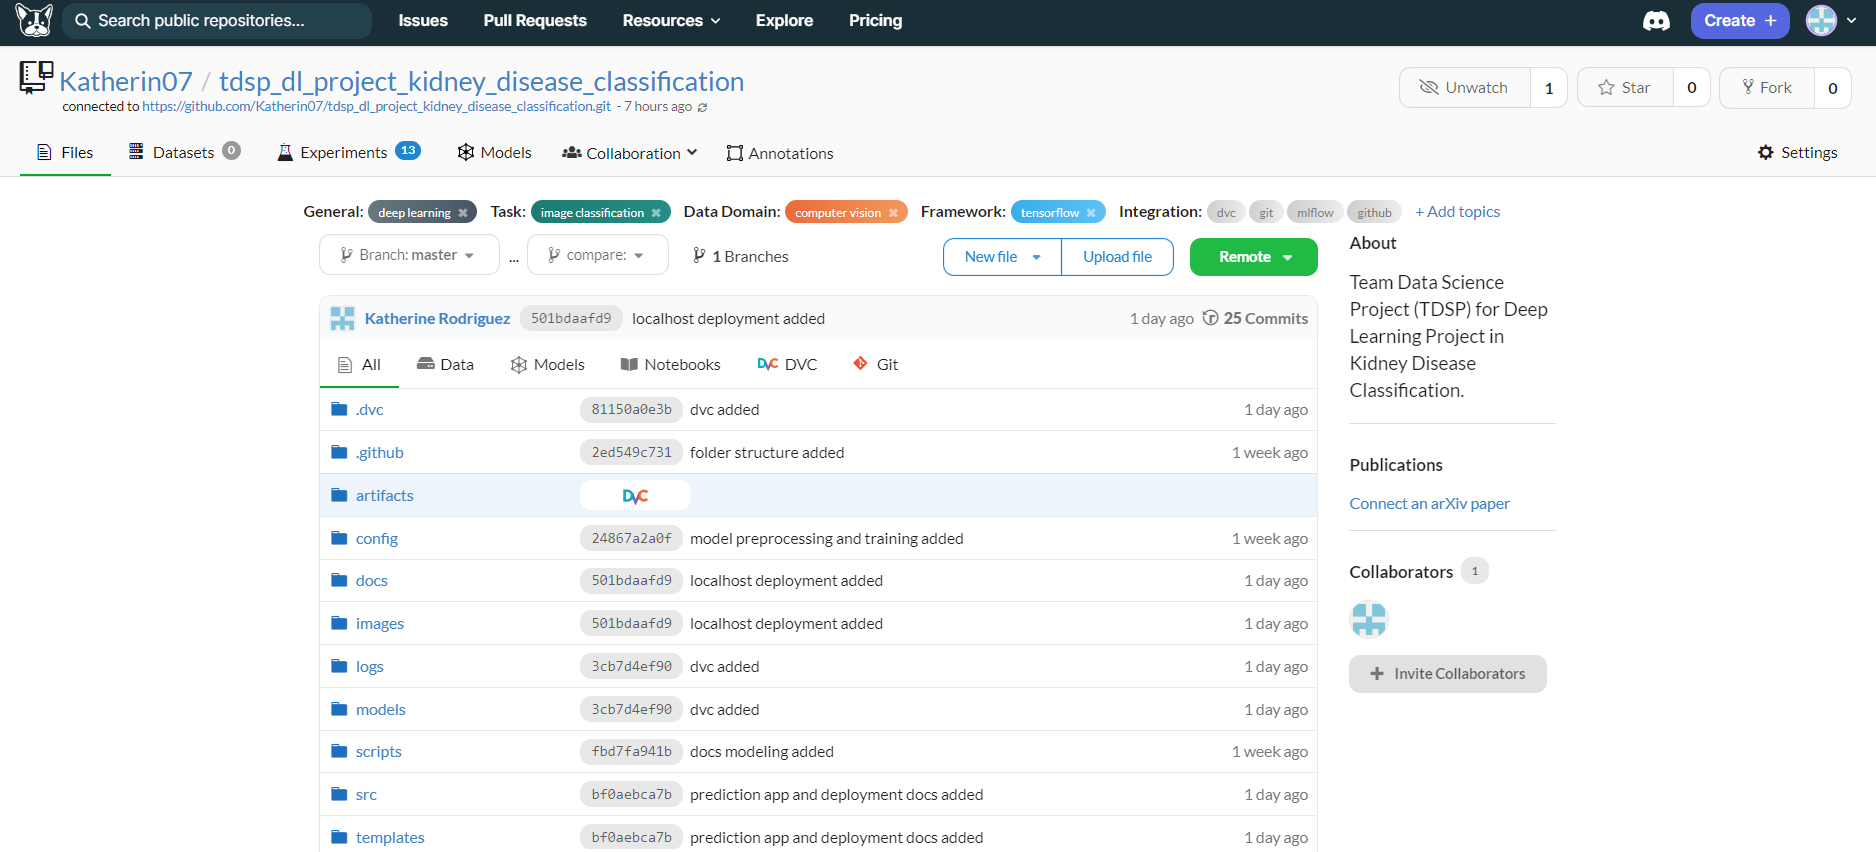 Search public repositories... Issues Pull Requests Resources Explore Pricing Create +
Katherin07 / tdsp_dl_project_kidney_disease_classification
connected to https://github.com/Katherin07/tdsp_dl_project_kidney_disease_classification.git - 7 hours ago
Unwatch 1 Star 0 Fork 0
Files Datasets 0 Experiments 13 Models Collaboration Annotations Settings
General: deep learning × Task: image classification × Data Domain: computer vision × Framework: tensorflow × Integration: dvc git mlflow github + Add topics
Branch: master ... compare: 1 Branches New file Upload file Remote
Katherine Rodriguez 501bdaafd9 localhost deployment added 1 day ago 25 Commits
All Data Models Notebooks DVC DVC Git
.dvc 81150a0e3b dvc added 1 day ago
.github 2ed549c731 folder structure added 1 week ago
artifacts DVC
config 24867a2a0f model preprocessing and training added 1 week ago
docs 501bdaafd9 localhost deployment added 1 day ago
images 501bdaafd9 localhost deployment added 1 day ago
logs 3cb7d4ef90 dvc added 1 day ago
models 3cb7d4ef90 dvc added 1 day ago
scripts fbd7fa941b docs modeling added 1 week ago
src bf0aebca7b prediction app and deployment docs added 1 day ago
templates bf0aebca7b prediction app and deployment docs added 1 day ago
About
Team Data Science
Project (TDSP) for Deep
Learning Project in
Kidney Disease
Classification.
Publications
Connect an arXiv paper
Collaborators 1
+ Invite Collaborators